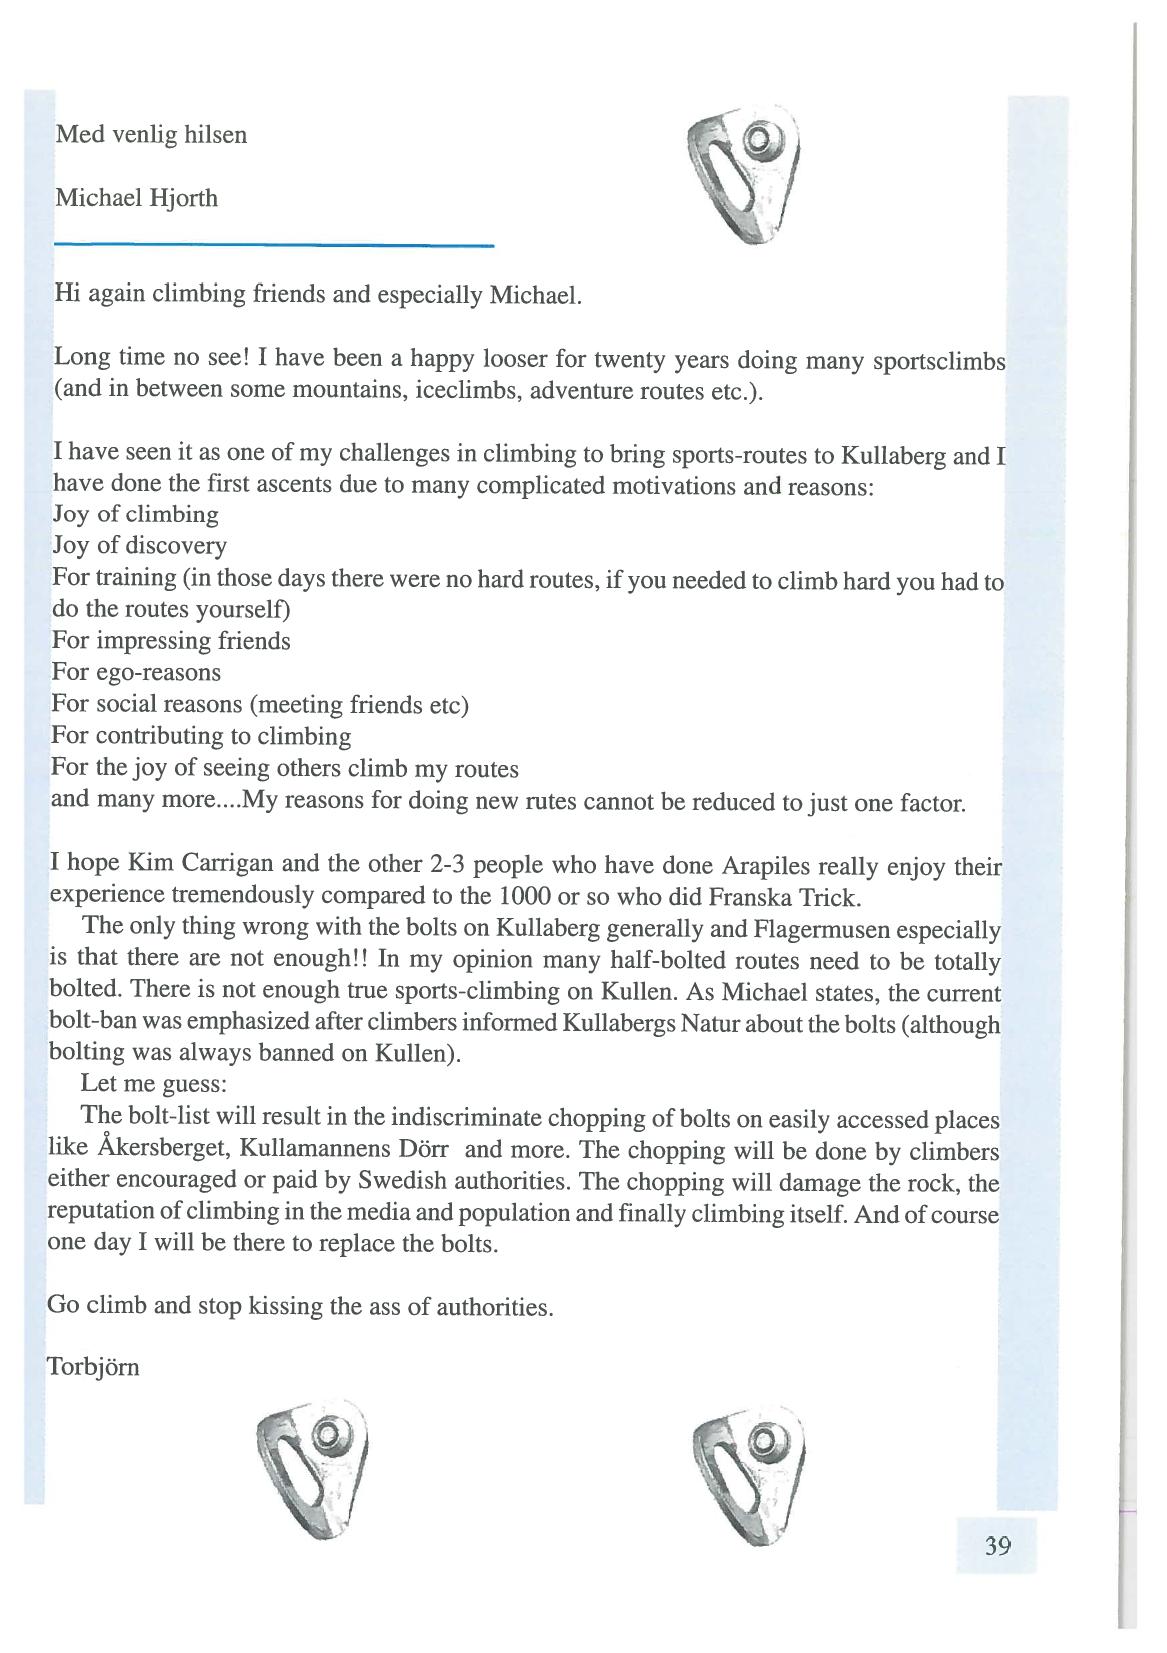 Med venlig hilsen
Michael Hjorth
Hi again climbing friends and especially Michael.
Long time no see! I have been a happy looser for twenty years doing many sportsclimbs
(and in between some mountains, iceclimbs, adventure routes etc.).
I have seen it as one of my challenges in climbing to bring sports-routes to Kullaberg and I
have done the first ascents due to many complicated motivations and reasons:
Joy of climbing
Joy of discovery
For training (in those days there were no hard routes, if you needed to climb hard you had to
do the routes yourself)
For impressing friends
For ego-reasons
For social reasons (meeting friends etc)
For contributing to climbing
For the joy of seeing others climb my routes
and many more....My reasons for doing new rutes cannot be reduced to just one factor.
I hope Kim Carrigan and the other 2-3 people who have done Arapiles really enjoy their
experience tremendously compared to the 1000 or so who did Franska Trick.
The only thing wrong with the bolts on Kullaberg generally and Flagermusen especially
is that there are not enough!! In my opinion many half-bolted routes need to be totally
bolted. There is not enough true sports-climbing on Kullen. As Michael states, the current
bolt-ban was emphasized after climbers informed Kullabergs Natur about the bolts (although
bolting was always banned on Kullen).
Let me guess:
The bolt-list will result in the indiscriminate chopping of bolts on easily accessed places
like Åkersberget, Kullamannens Dörr and more. The chopping will be done by climbers
either encouraged or paid by Swedish authorities. The chopping will damage the rock, the
reputation of climbing in the media and population and finally climbing itself. And of course
one day I will be there to replace the bolts.
Go climb and stop kissing the ass of authorities.
Torbjörn
39